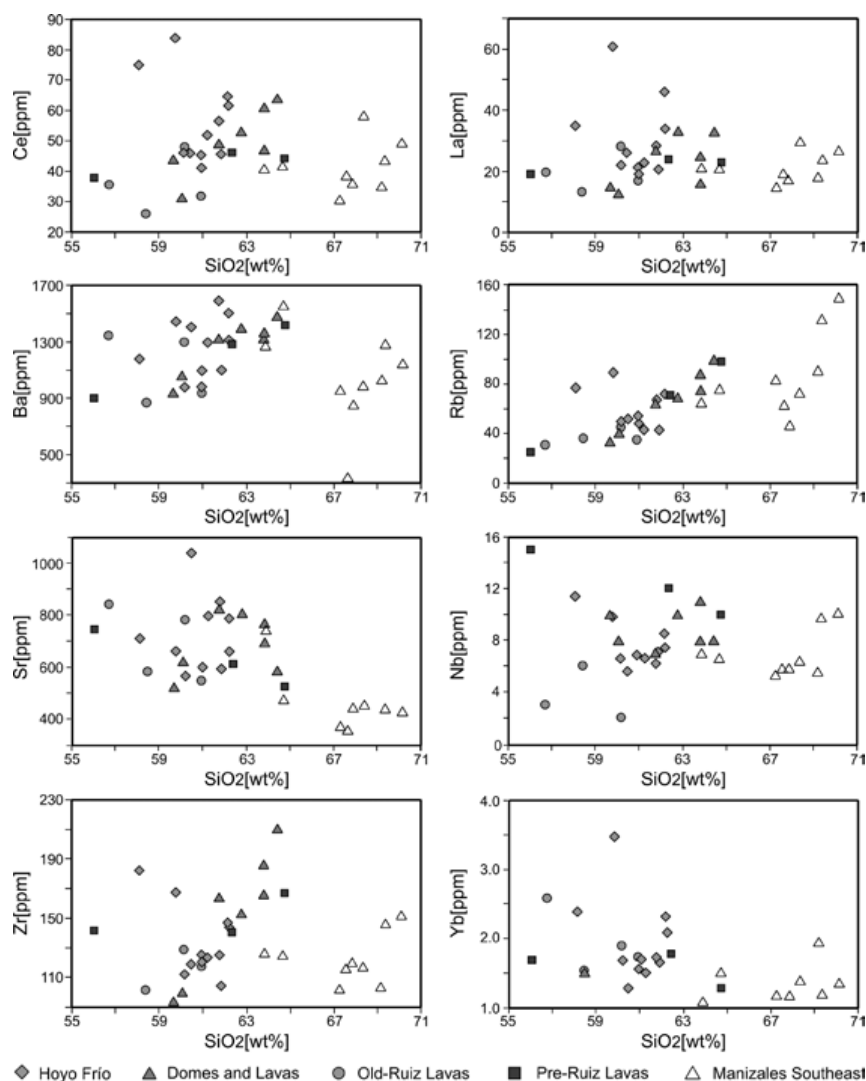 90
80
70
60
50
40
30
20
Ce[ppm]
55 59 63 67 71
SiO2[wt%]
60
40
20
0
La[ppm]
55 59 63 67 71
SiO2[wt%]
1700
1300
900
500
Ba[ppm]
55 59 63 67 71
SiO2[wt%]
160
120
80
40
0
Rb[ppm]
55 59 63 67 71
SiO2[wt%]
1000
800
600
400
Sr[ppm]
55 59 63 67 71
SiO2[wt%]
16
12
8
4
0
Nb[ppm]
55 59 63 67 71
SiO2[wt%]
230
190
150
110
Zr[ppm]
55 59 63 67 71
SiO2[wt%]
4.0
3.0
2.0
1.0
Yb[ppm]
55 59 63 67 71
SiO2[wt%]
Hoyo Frío Domes and Lavas Old-Ruiz Lavas Pre-Ruiz Lavas Manizales Southeast